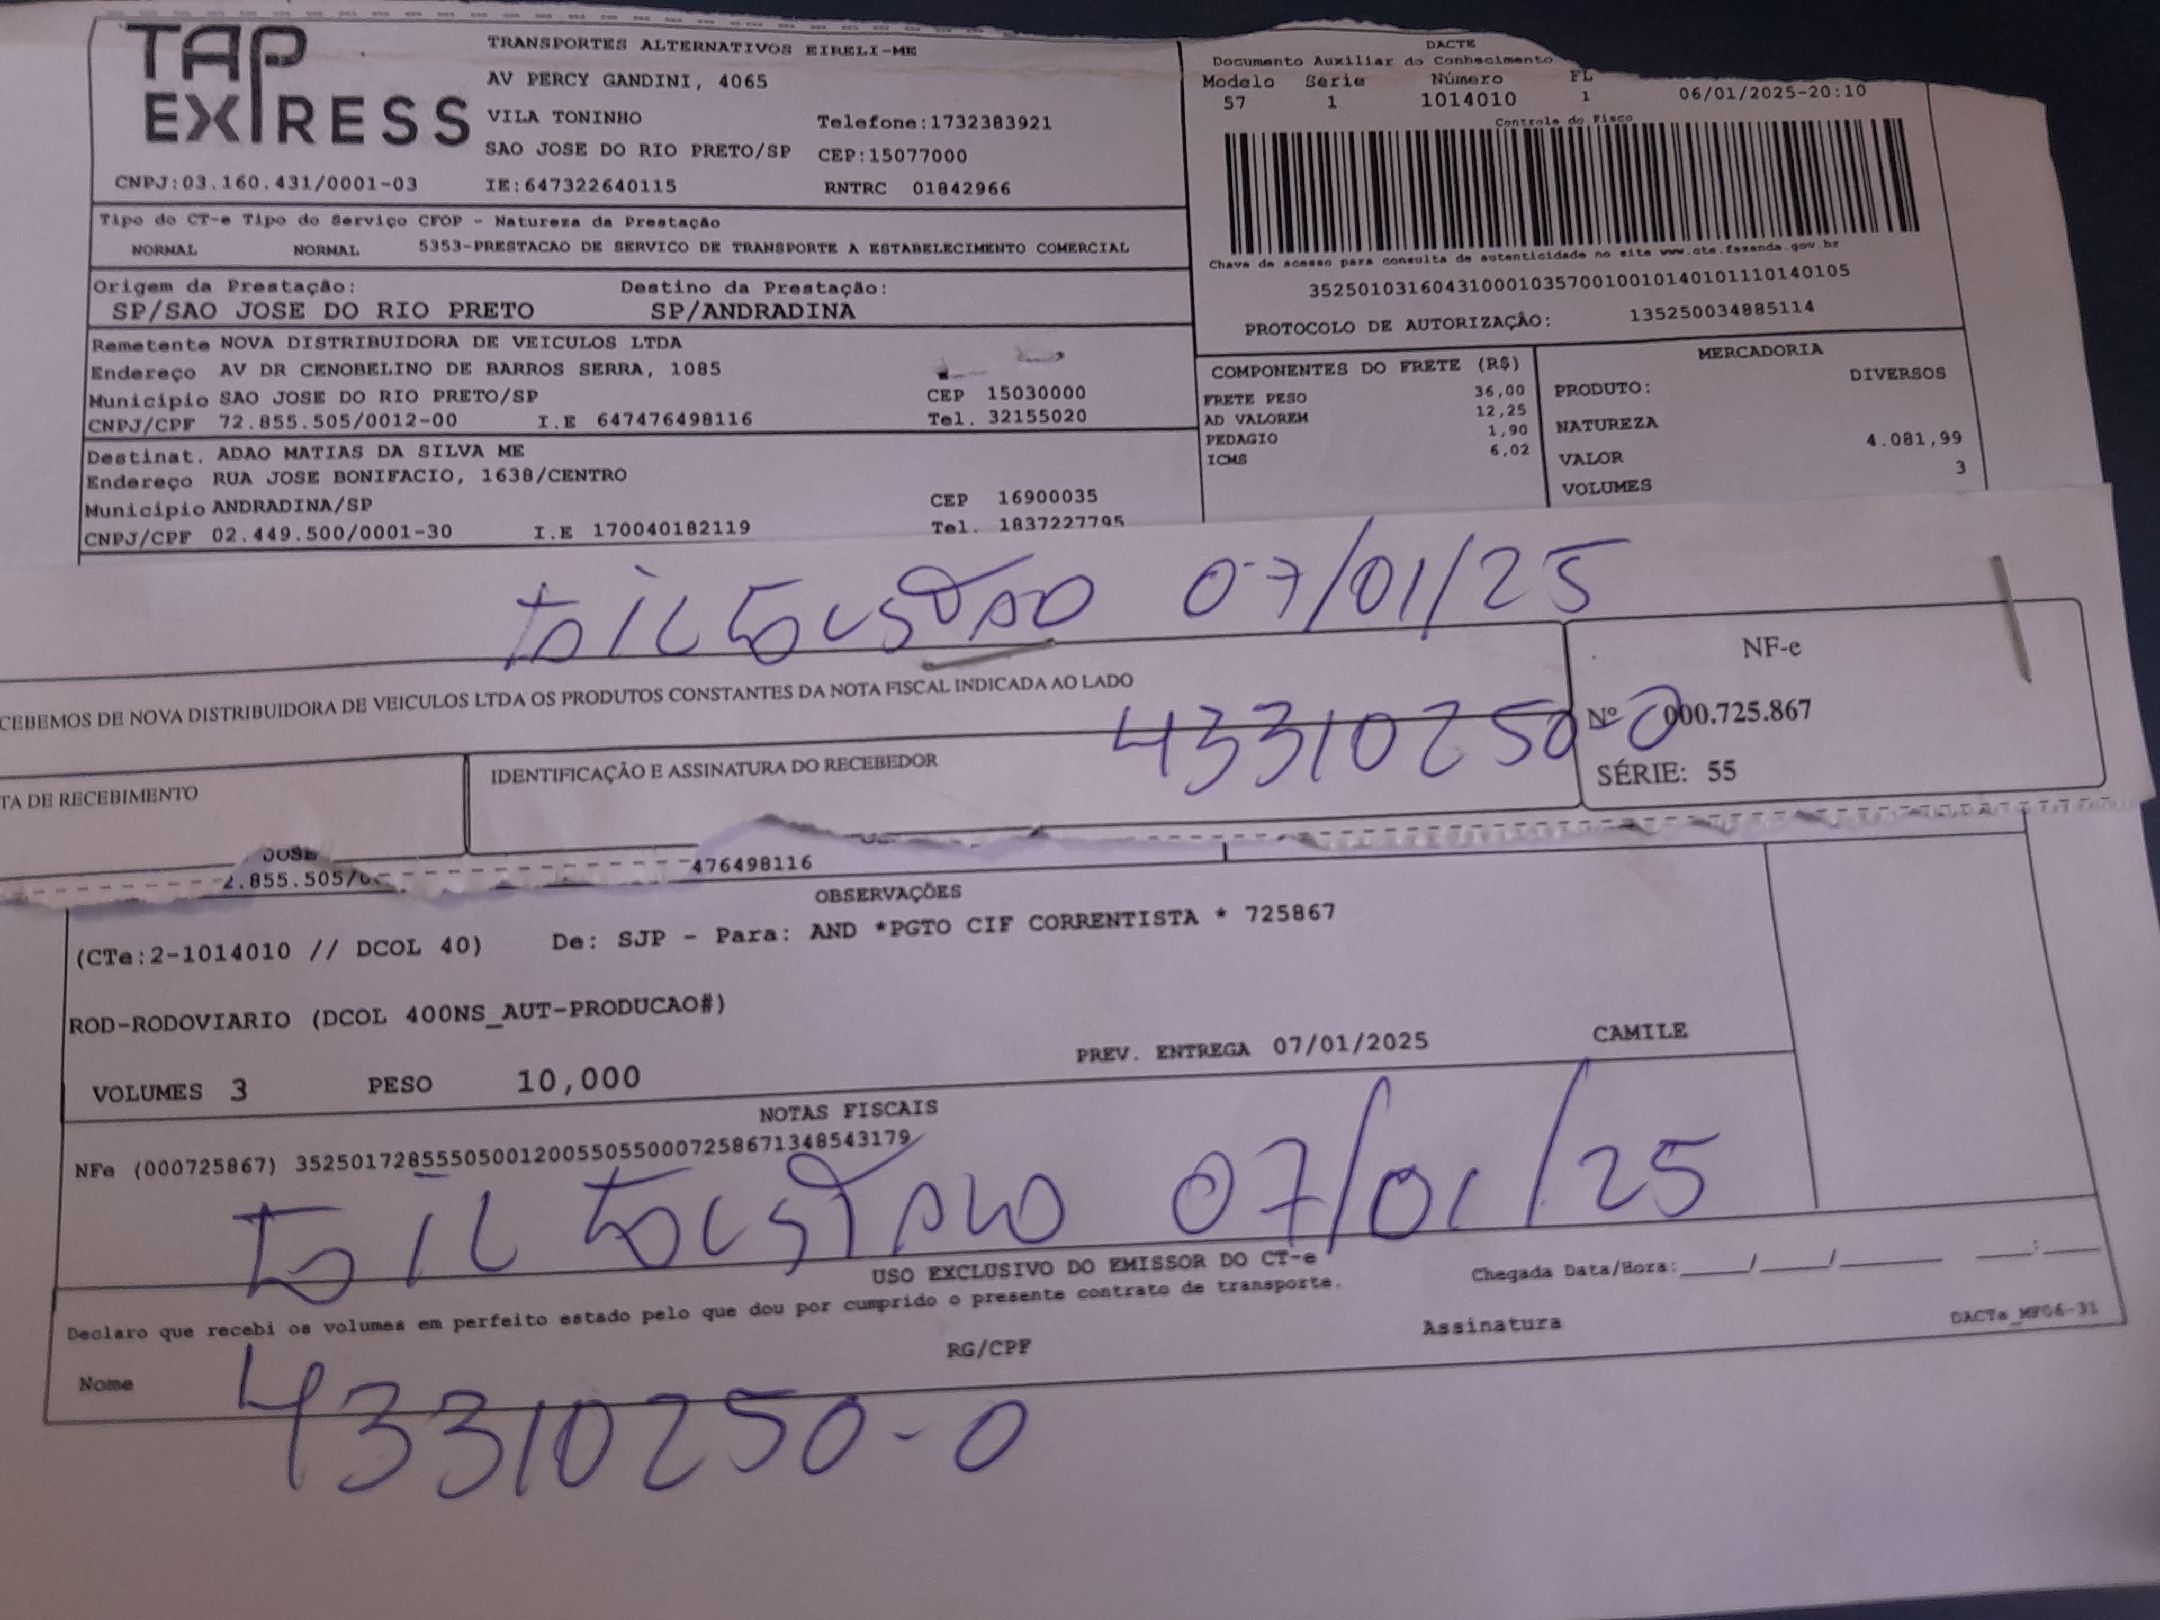 TAP EXPRESS
TRANSPORTES ALTERNATIVOS EIRELI-ME
AV PERCY GANDINI, 4065
VILA TONINHO Telefone:1732383921
SAO JOSE DO RIO PRETO/SP CEP:15077000
CNPJ:03.160.431/0001-03 IE:647322640115 RNTRC 01842966
DACTE
Documento Auxiliar do Conhecimento
Modelo Serie Número FL
57 1 1014010 1 06/01/2025-20:10
Controle do Fisco
Chave de acesso para consulta de autenticidade no site www.cte.fazenda.gov.br
35250103160431000103570010010140101110140105
PROTOCOLO DE AUTORIZAÇÃO: 135250034885114
Tipo do CT-e Tipo do Serviço CFOP - Natureza da Prestação
NORMAL NORMAL 5353-PRESTACAO DE SERVICO DE TRANSPORTE A ESTABELECIMENTO COMERCIAL
Origem da Prestação: Destino da Prestação:
SP/SAO JOSE DO RIO PRETO SP/ANDRADINA
Remetente NOVA DISTRIBUIDORA DE VEICULOS LTDA
Endereço AV DR CENOBELINO DE BARROS SERRA, 1085
Município SAO JOSE DO RIO PRETO/SP CEP 15030000
CNPJ/CPF 72.855.505/0012-00 I.E 647476498116 Tel. 32155020
Destinat. ADAO MATIAS DA SILVA ME
Endereço RUA JOSE BONIFACIO, 1638/CENTRO
Município ANDRADINA/SP CEP 16900035
CNPJ/CPF 02.449.500/0001-30 I.E 170040182119 Tel. 1837227795
COMPONENTES DO FRETE (R$)
FRETE PESO 36,00
AD VALOREM 12,25
PEDAGIO 1,90
ICMS 6,02
MERCADORIA
PRODUTO: DIVERSOS
NATUREZA
VALOR 4.081,99
VOLUMES 3
07/01/25
CEBEMOS DE NOVA DISTRIBUIDORA DE VEICULOS LTDA OS PRODUTOS CONSTANTES DA NOTA FISCAL INDICADA AO LADO
43310250-0
NF-e
Nº 000.725.867
SÉRIE: 55
TA DE RECEBIMENTO
IDENTIFICAÇÃO E ASSINATURA DO RECEBEDOR
JOSE
2.855.505/0 476498116
OBSERVAÇÕES
(CTe:2-1014010 // DCOL 40) De: SJP - Para: AND *PGTO CIF CORRENTISTA * 725867
ROD-RODOVIARIO (DCOL 400NS_AUT-PRODUCAO#)
PREV. ENTREGA 07/01/2025 CAMILE
VOLUMES 3 PESO 10,000
NOTAS FISCAIS
NFe (000725867) 35250172855505001200550550007258671348543179
07/01/25
USO EXCLUSIVO DO EMISSOR DO CT-e
Declaro que recebi os volumes em perfeito estado pelo que dou por cumprido o presente contrato de transporte.
Chegada Data/Hora:____/____/______ ___:___
Nome RG/CPF Assinatura
DACTe_MF06-31
43310250-0